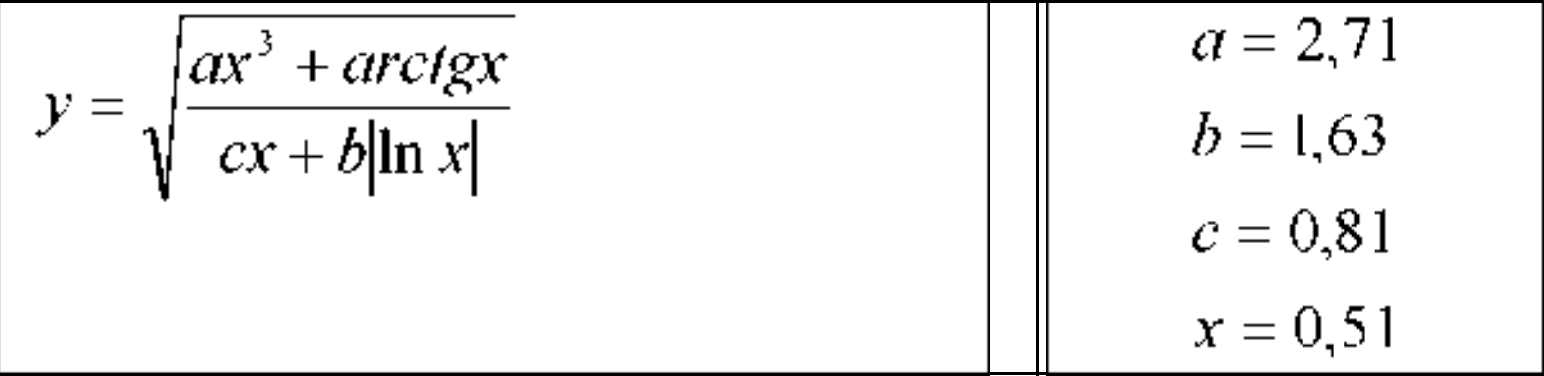 y = √((ax³ + arctgx)/(cx + b|ln x|))
a = 2,71
b = 1,63
c = 0,81
x = 0,51